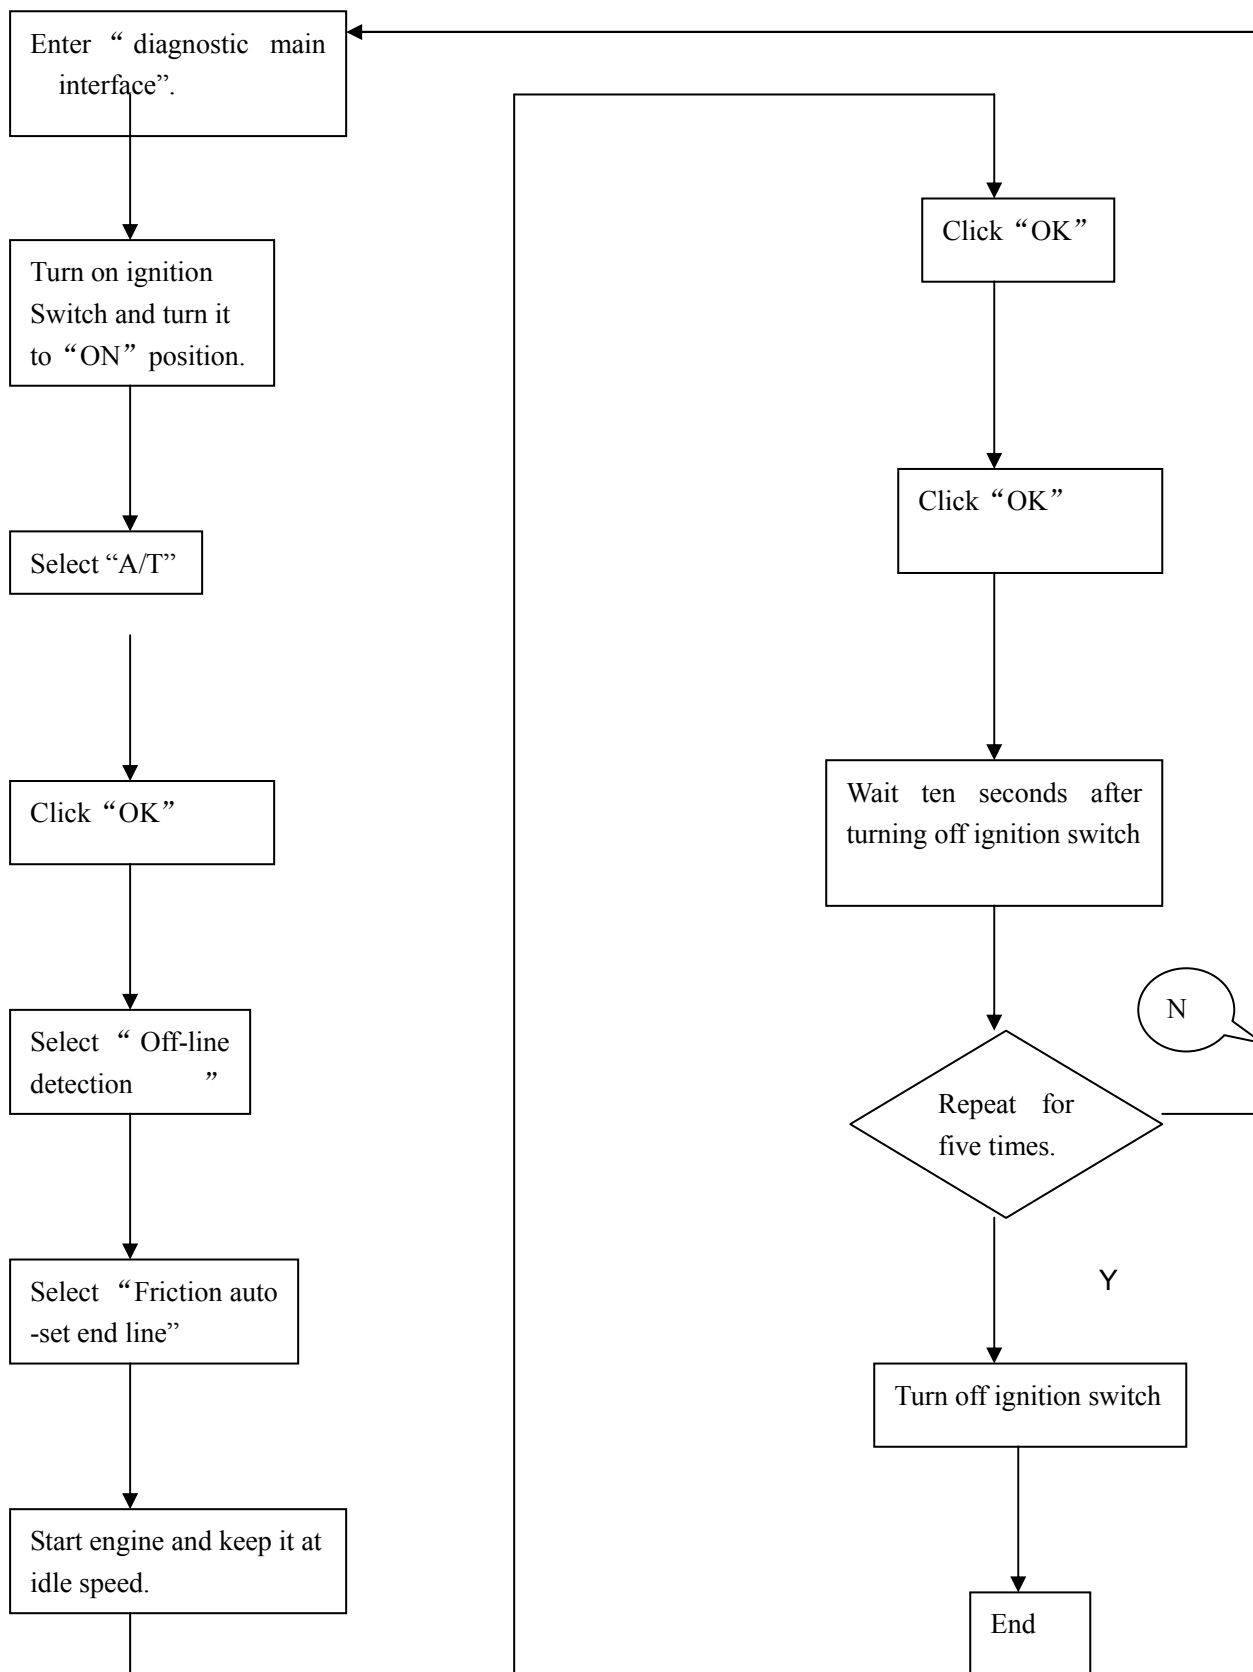 Enter “ diagnostic main
interface”.
Turn on ignition
Switch and turn it
to “ON” position.
Select “A/T”
Click “OK”
Select “ Off-line
detection ”
Select “Friction auto
-set end line”
Start engine and keep it at
idle speed.
Click “OK”
Click “OK”
Wait ten seconds after
turning off ignition switch
N
Repeat for
five times.
Y
Turn off ignition switch
End